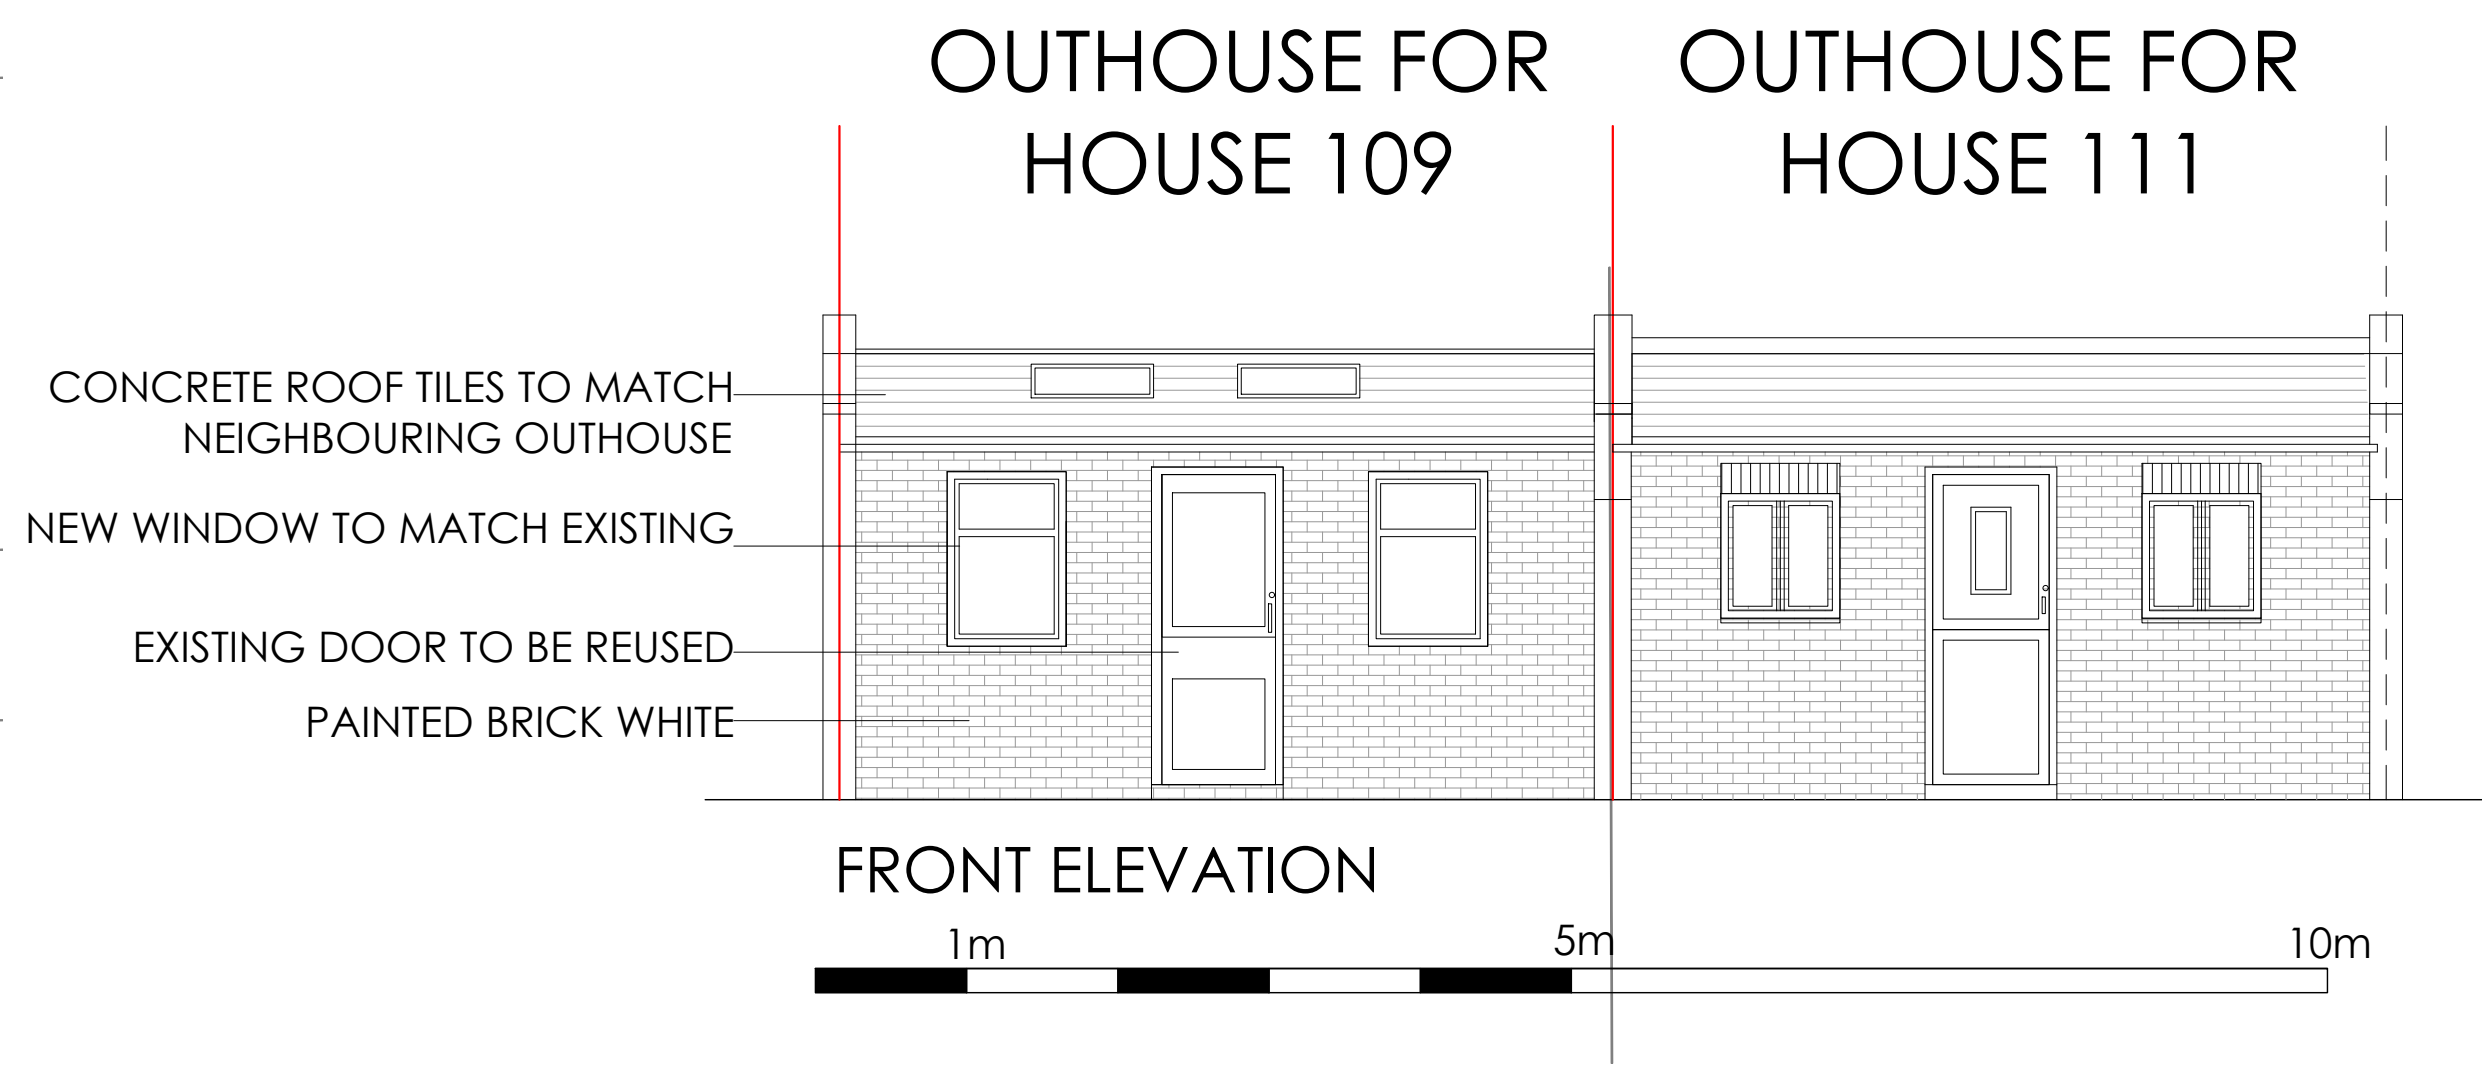 OUTHOUSE FOR
HOUSE 109
OUTHOUSE FOR
HOUSE 111
CONCRETE ROOF TILES TO MATCH
NEIGHBOURING OUTHOUSE
NEW WINDOW TO MATCH EXISTING
EXISTING DOOR TO BE REUSED
PAINTED BRICK WHITE
FRONT ELEVATION
1m
5m
10m